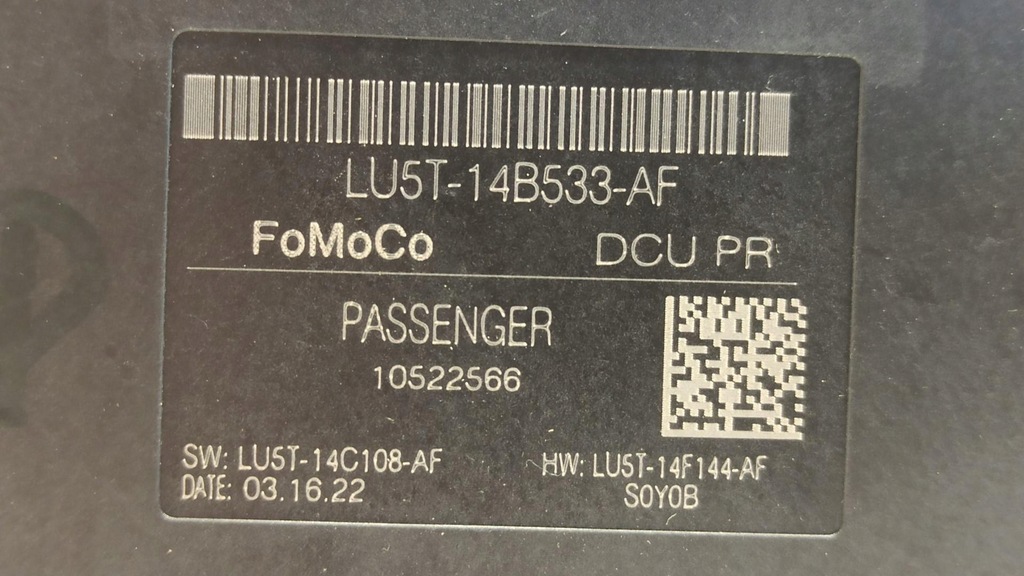 LU5T-14B533-AF
FoMoCo DCU PR
PASSENGER
10522566
SW: LU5T-14C108-AF HW: LU5T-14F144-AF
DATE: 03.16.22 S0Y0B